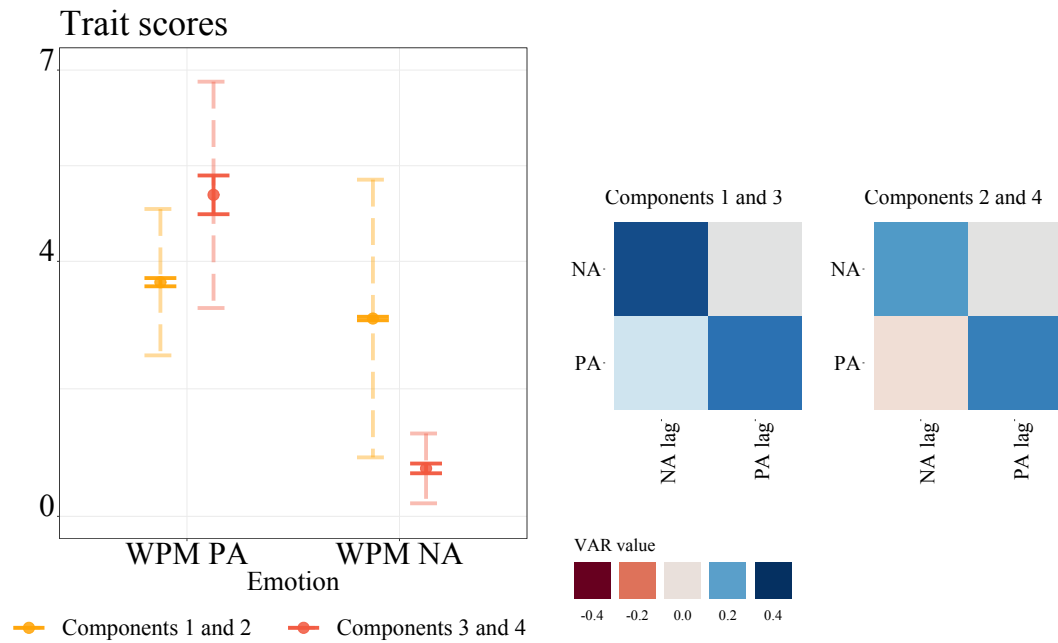 Trait scores
7
4
0
WPM PA
WPM NA
Emotion
Components 1 and 2
Components 3 and 4
Components 1 and 3
NA
PA
NA lag
PA lag
Components 2 and 4
NA
PA
NA lag
PA lag
VAR value
-0.4
-0.2
0.0
0.2
0.4